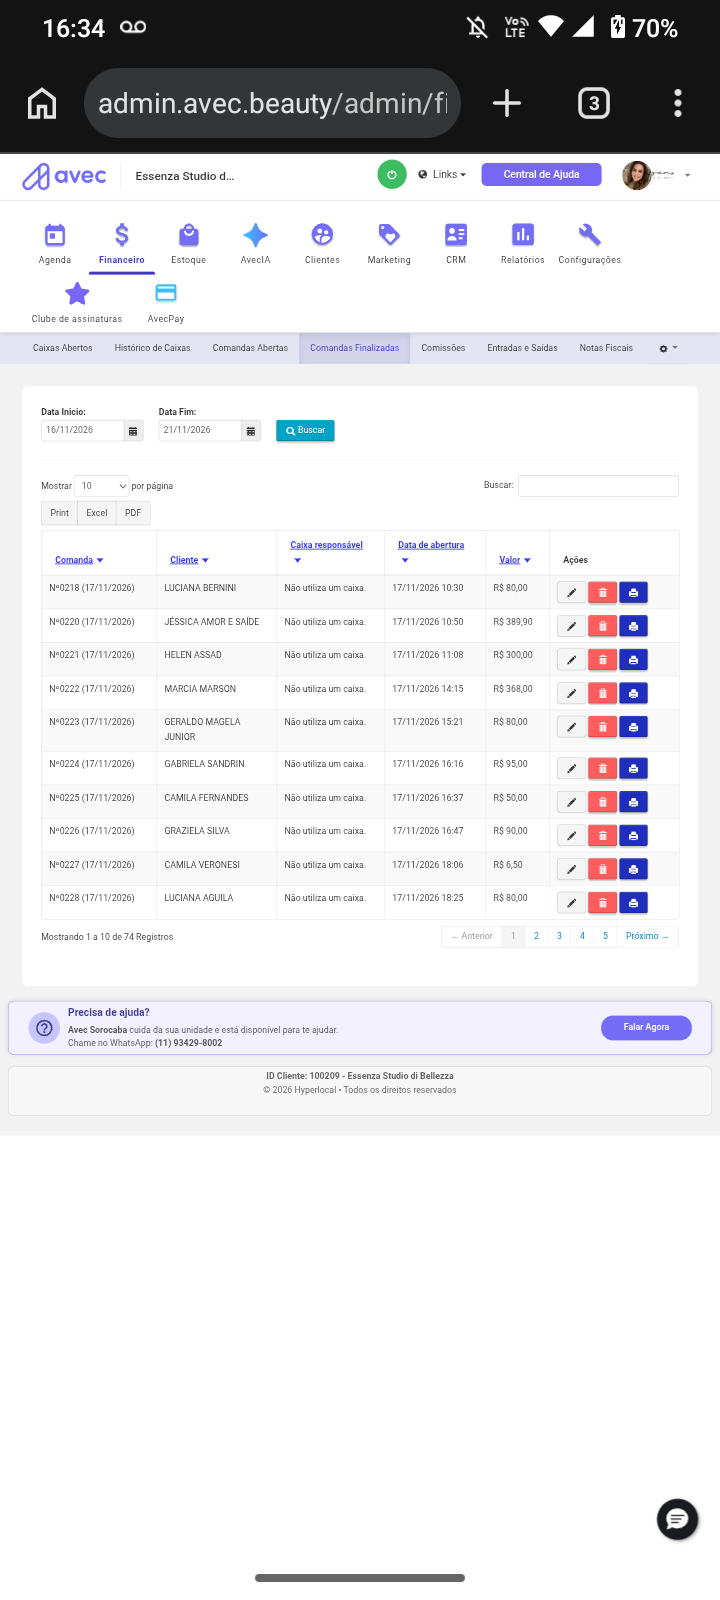 16:34
Vo LTE
70%
admin.avec.beauty/admin/fi
3
avec
Essenza Studio d...
Links
Central de Ajuda
Agenda
Financeiro
Estoque
AvecIA
Clientes
Marketing
CRM
Relatórios
Configurações
Clube de assinaturas
AvecPay
Caixas Abertos
Histórico de Caixas
Comandas Abertas
Comandas Finalizadas
Comissões
Entradas e Saídas
Notas Fiscais
Data Inicio:
Data Fim:
16/11/2026
21/11/2026
Buscar
Mostrar 10 por página
Buscar:
Print Excel PDF
Comanda Cliente Caixa responsável Data de abertura Valor Ações
Nº0218 (17/11/2026) LUCIANA BERNINI Não utiliza um caixa. 17/11/2026 10:30 R$ 80,00
Nº0220 (17/11/2026) JÉSSICA AMOR E SAÍDE Não utiliza um caixa. 17/11/2026 10:50 R$ 389,90
Nº0221 (17/11/2026) HELEN ASSAD Não utiliza um caixa. 17/11/2026 11:08 R$ 300,00
Nº0222 (17/11/2026) MARCIA MARSON Não utiliza um caixa. 17/11/2026 14:15 R$ 368,00
Nº0223 (17/11/2026) GERALDO MAGELA JUNIOR Não utiliza um caixa. 17/11/2026 15:21 R$ 80,00
Nº0224 (17/11/2026) GABRIELA SANDRIN Não utiliza um caixa. 17/11/2026 16:16 R$ 95,00
Nº0225 (17/11/2026) CAMILA FERNANDES Não utiliza um caixa. 17/11/2026 16:37 R$ 50,00
Nº0226 (17/11/2026) GRAZIELA SILVA Não utiliza um caixa. 17/11/2026 16:47 R$ 90,00
Nº0227 (17/11/2026) CAMILA VERONESI Não utiliza um caixa. 17/11/2026 18:06 R$ 6,50
Nº0228 (17/11/2026) LUCIANA AGUILA Não utiliza um caixa. 17/11/2026 18:25 R$ 80,00
Mostrando 1 a 10 de 74 Registros
← Anterior 1 2 3 4 5 Próximo →
Precisa de ajuda?
Avec Sorocaba cuida da sua unidade e está disponível para te ajudar.
Chame no WhatsApp: (11) 93429-8002
Falar Agora
ID Cliente: 100209 - Essenza Studio di Bellezza
© 2026 Hyperlocal • Todos os direitos reservados